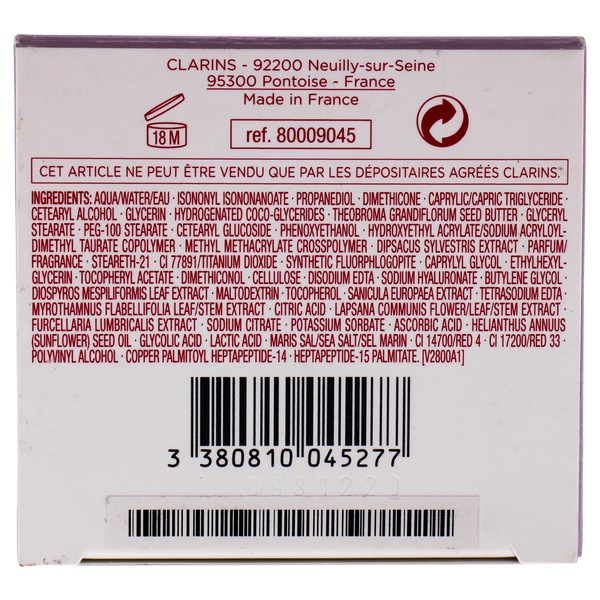 CLARINS - 92200 Neuilly-sur-Seine
95300 Pontoise - France
Made in France
18 M
ref. 80009045
CET ARTICLE NE PEUT ÊTRE VENDU QUE PAR LES DÉPOSITAIRES AGRÉÉS CLARINS.
INGREDIENTS: AQUA/WATER/EAU · ISONONYL ISONONANOATE · PROPANEDIOL · DIMETHICONE · CAPRYLIC/CAPRIC TRIGLYCERIDE ·
CETEARYL ALCOHOL · GLYCERIN · HYDROGENATED COCO-GLYCERIDES · THEOBROMA GRANDIFLORUM SEED BUTTER · GLYCERYL
STEARATE · PEG-100 STEARATE · CETEARYL GLUCOSIDE · PHENOXYETHANOL · HYDROXYETHYL ACRYLATE/SODIUM ACRYLOYL-
DIMETHYL TAURATE COPOLYMER · METHYL METHACRYLATE CROSSPOLYMER · DIPSACUS SYLVESTRIS EXTRACT · PARFUM/
FRAGRANCE · STEARETH-21 · CI 77891/TITANIUM DIOXIDE · SYNTHETIC FLUORPHLOGOPITE · CAPRYLYL GLYCOL · ETHYLHEXYL-
GLYCERIN · TOCOPHERYL ACETATE · DIMETHICONOL · CELLULOSE · DISODIUM EDTA · SODIUM HYALURONATE · BUTYLENE GLYCOL ·
DIOSPYROS MESPILIFORMIS LEAF EXTRACT · MALTODEXTRIN · TOCOPHEROL · SANICULA EUROPAEA EXTRACT · TETRASODIUM EDTA ·
MYROTHAMNUS FLABELLIFOLIA LEAF/STEM EXTRACT · CITRIC ACID · LAPSANA COMMUNIS FLOWER/LEAF/STEM EXTRACT ·
FURCELLARIA LUMBRICALIS EXTRACT · SODIUM CITRATE · POTASSIUM SORBATE · ASCORBIC ACID · HELIANTHUS ANNUUS
(SUNFLOWER) SEED OIL · GLYCOLIC ACID · LACTIC ACID · MARIS SAL/SEA SALT/SEL MARIN · CI 14700/RED 4 · CI 17200/RED 33 ·
POLYVINYL ALCOHOL · COPPER PALMITOYL HEPTAPEPTIDE-14 · HEPTAPEPTIDE-15 PALMITATE. [V2800A1]
3 380810 045277